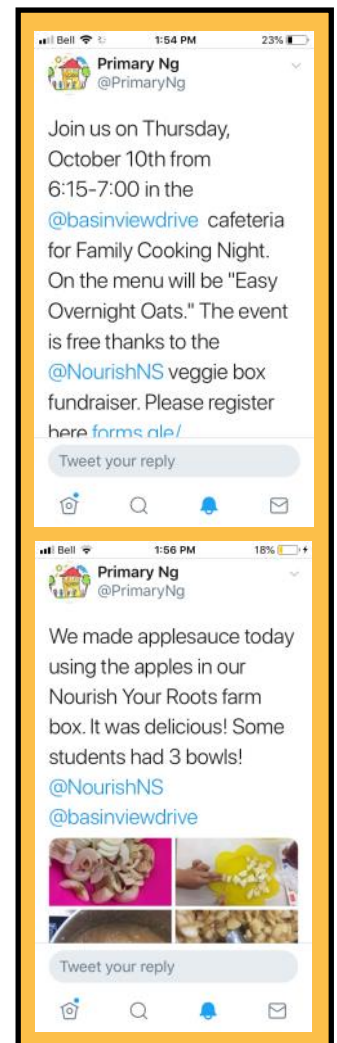 Bell 1:54 PM 23%
Primary Ng
@PrimaryNg
Join us on Thursday,
October 10th from
6:15-7:00 in the
@basinviewdrive cafeteria
for Family Cooking Night.
On the menu will be "Easy
Overnight Oats." The event
is free thanks to the
@NourishNS veggie box
fundraiser. Please register
here forms.gle/
Tweet your reply
Bell 1:56 PM 18%
Primary Ng
@PrimaryNg
We made applesauce today
using the apples in our
Nourish Your Roots farm
box. It was delicious! Some
students had 3 bowls!
@NourishNS
@basinviewdrive
Tweet your reply